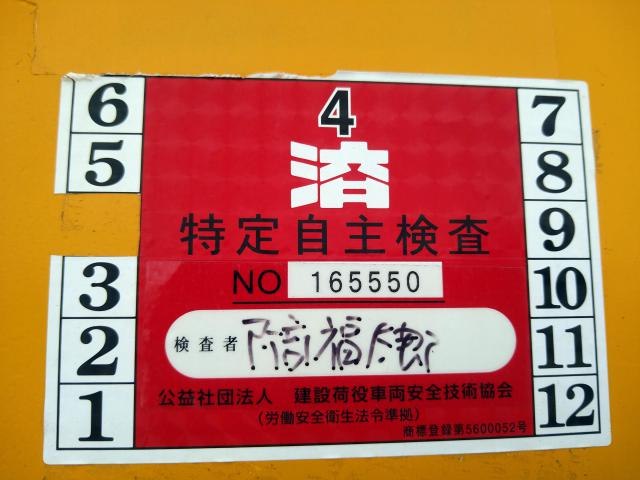 4
済
特定自主検査
NO 165550
検査者
公益社団法人 建設荷役車両安全技術協会
(労働安全衛生法令準拠)
商標登録第5600052号
6
5
3
2
1
7
8
9
10
11
12